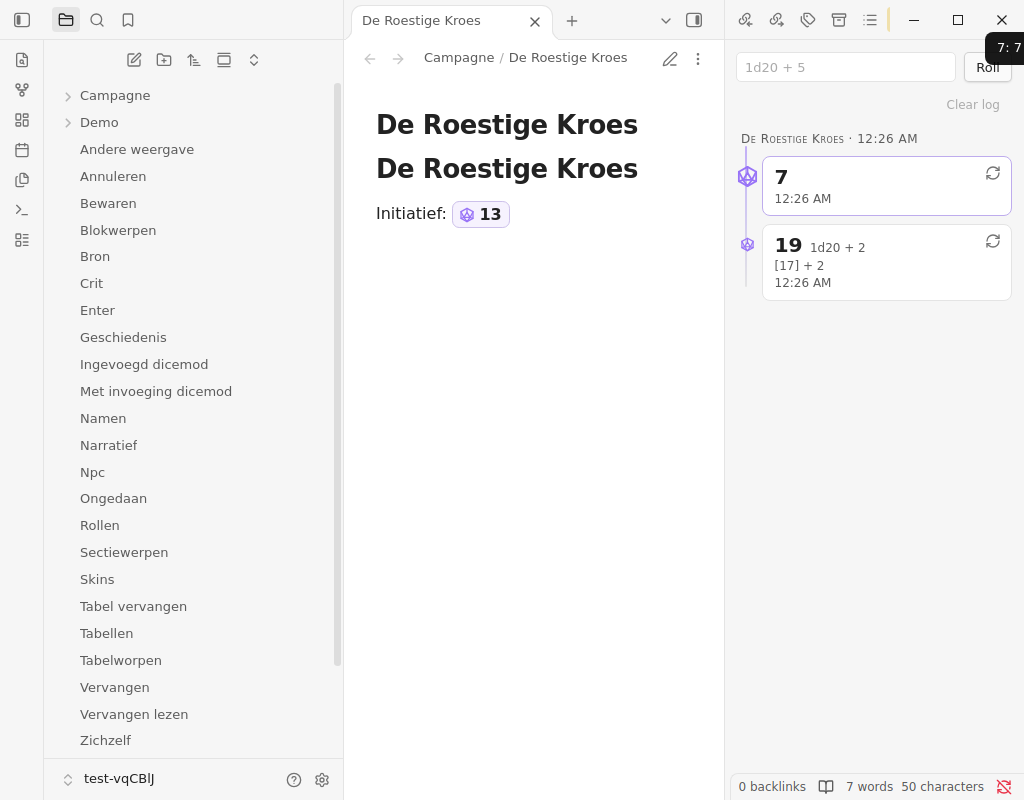 De Roestige Kroes
7: 7
Campagne / De Roestige Kroes
1d20 + 5
Roll
Clear log
Campagne
Demo
Andere weergave
Annuleren
Bewaren
Blokwerpen
Bron
Crit
Enter
Geschiedenis
Ingevoegd dicemod
Met invoeging dicemod
Namen
Narratief
Npc
Ongedaan
Rollen
Sectiewerpen
Skins
Tabel vervangen
Tabellen
Tabelworpen
Vervangen
Vervangen lezen
Zichzelf
test-vqCBlJ
De Roestige Kroes
De Roestige Kroes
Initiatief: 13
De Roestige Kroes · 12:26 AM
7
12:26 AM
19 1d20 + 2
[17] + 2
12:26 AM
0 backlinks 7 words 50 characters